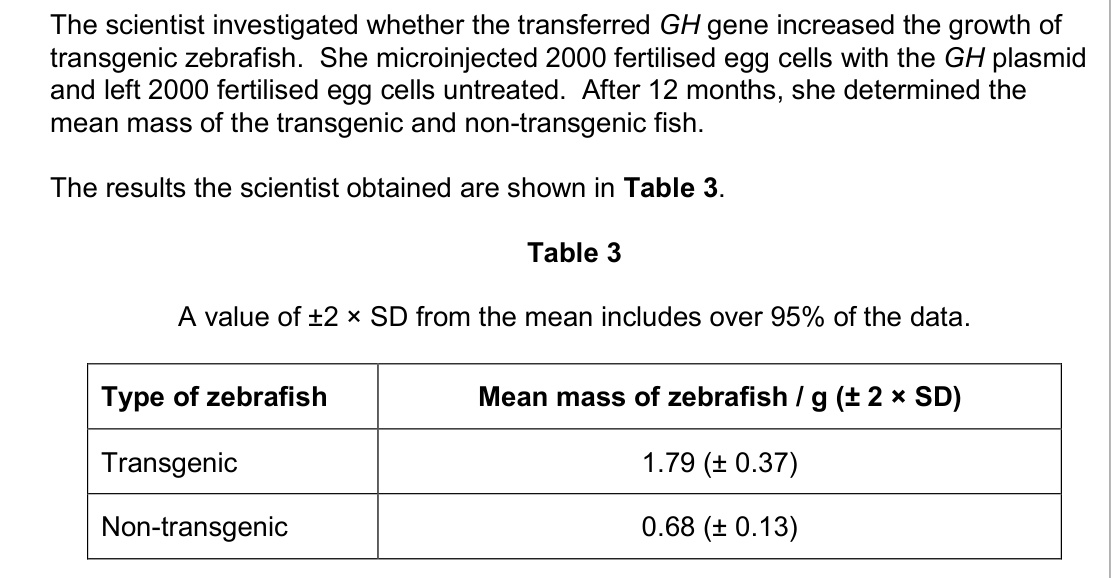 The scientist investigated whether the transferred GH gene increased the growth of
transgenic zebrafish.  She microinjected 2000 fertilised egg cells with the GH plasmid
and left 2000 fertilised egg cells untreated.  After 12 months, she determined the
mean mass of the transgenic and non-transgenic fish.
The results the scientist obtained are shown in Table 3.
Table 3
A value of ±2 × SD from the mean includes over 95% of the data.
Type of zebrafish Mean mass of zebrafish / g (± 2 × SD)
Transgenic 1.79 (± 0.37)
Non-transgenic 0.68 (± 0.13)